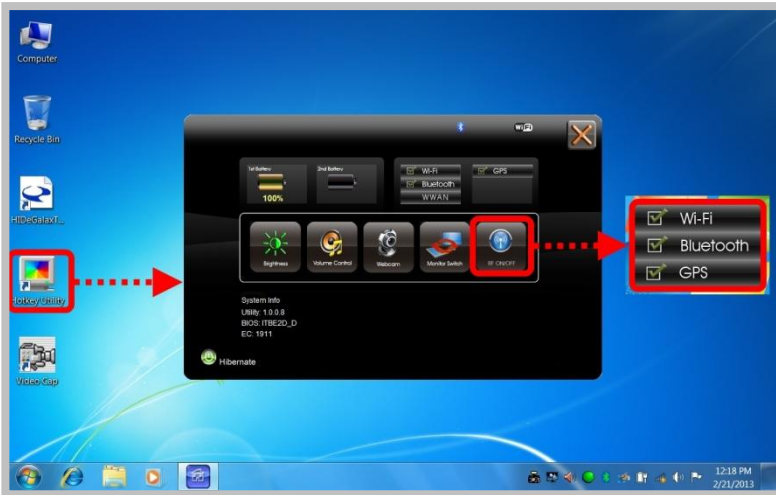 Computer
Recycle Bin
HIDeGalaxT...
Hotkey Utility
Video Cap
WiFi
1st Battery
100%
2nd Battery
Wi-Fi
Bluetooth
WWAN
GPS
Brightness
Volume Control
Webcam
Monitor Switch
RF ON/OFF
System Info
Utility: 1.0.0.8
BIOS: ITBE2D_D
EC: 1911
Hibernate
Wi-Fi
Bluetooth
GPS
12:18 PM
2/21/2013